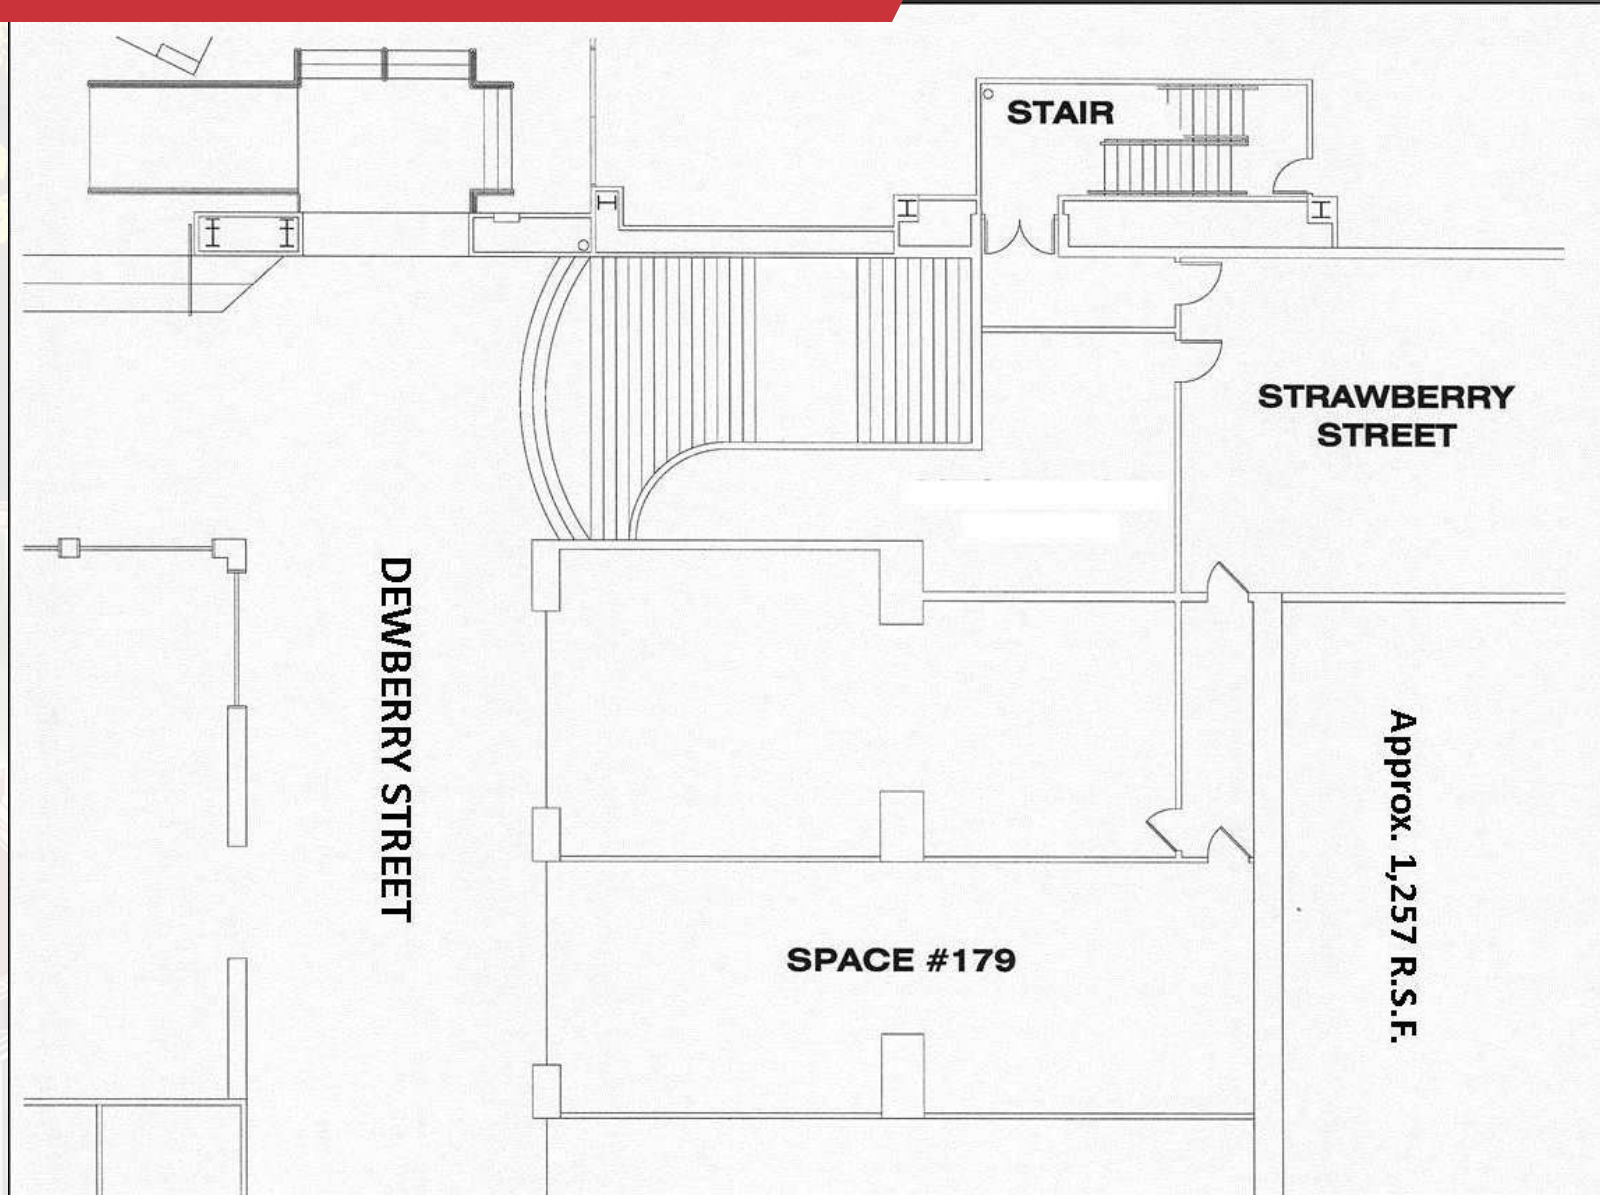 STAIR
STRAWBERRY
STREET
DEWBERRY STREET
Approx. 1,257 R.S.F.
SPACE #179